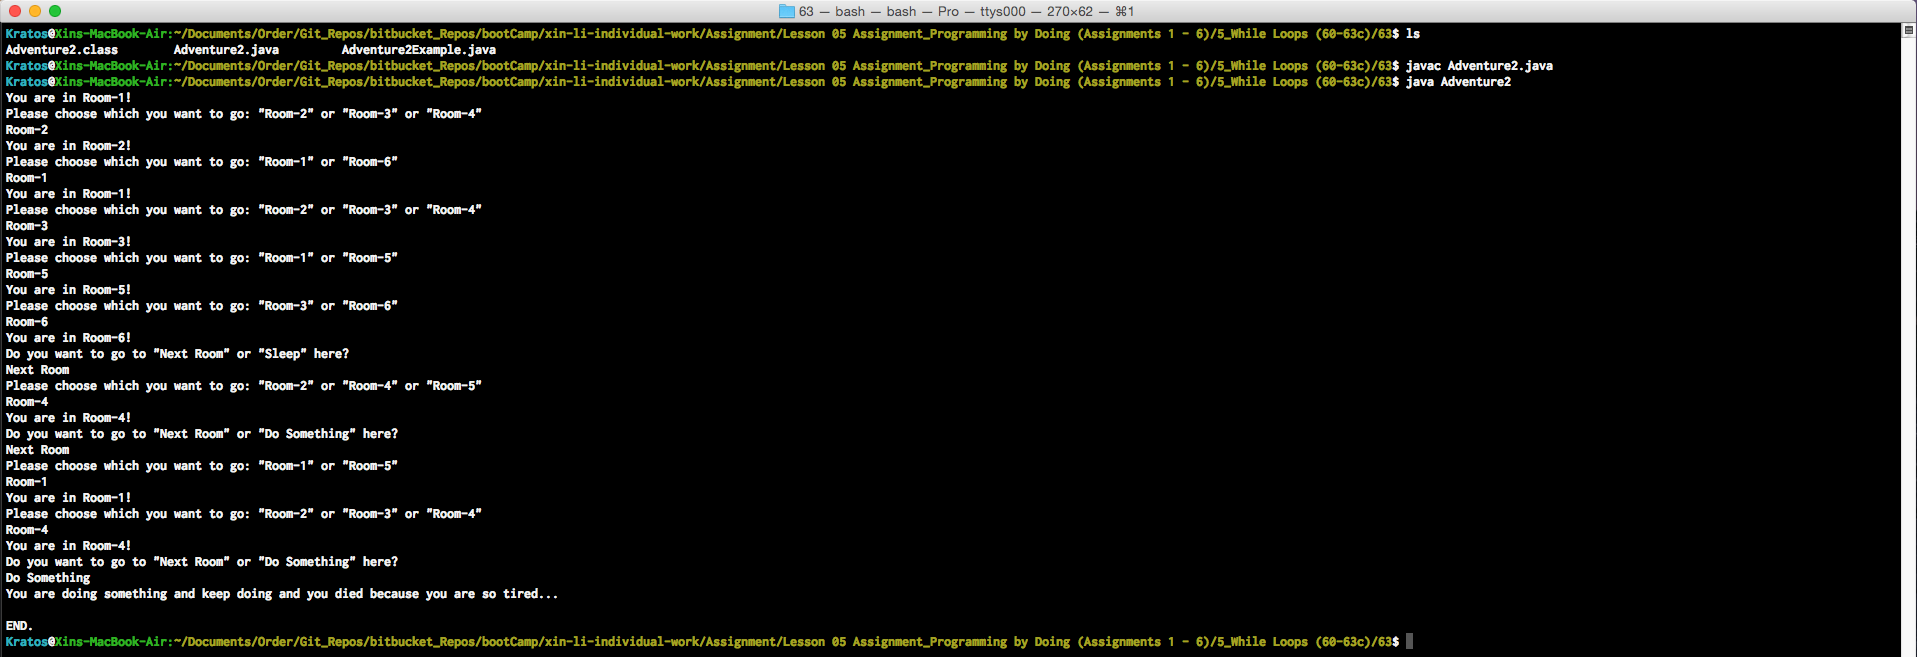 63 — bash — bash — Pro — ttys000 — 270×62 — ⌘1
Kratos@Xins-MacBook-Air:~/Documents/Order/Git_Repos/bitbucket_Repos/bootCamp/xin-li-individual-work/Assignment/Lesson 05 Assignment_Programming by Doing (Assignments 1 - 6)/5_While Loops (60-63c)/63$ ls
Adventure2.class        Adventure2.java         Adventure2Example.java
Kratos@Xins-MacBook-Air:~/Documents/Order/Git_Repos/bitbucket_Repos/bootCamp/xin-li-individual-work/Assignment/Lesson 05 Assignment_Programming by Doing (Assignments 1 - 6)/5_While Loops (60-63c)/63$ javac Adventure2.java
Kratos@Xins-MacBook-Air:~/Documents/Order/Git_Repos/bitbucket_Repos/bootCamp/xin-li-individual-work/Assignment/Lesson 05 Assignment_Programming by Doing (Assignments 1 - 6)/5_While Loops (60-63c)/63$ java Adventure2
You are in Room-1!
Please choose which you want to go: "Room-2" or "Room-3" or "Room-4"
Room-2
You are in Room-2!
Please choose which you want to go: "Room-1" or "Room-6"
Room-1
You are in Room-1!
Please choose which you want to go: "Room-2" or "Room-3" or "Room-4"
Room-3
You are in Room-3!
Please choose which you want to go: "Room-1" or "Room-5"
Room-5
You are in Room-5!
Please choose which you want to go: "Room-3" or "Room-6"
Room-6
You are in Room-6!
Do you want to go to "Next Room" or "Sleep" here?
Next Room
Please choose which you want to go: "Room-2" or "Room-4" or "Room-5"
Room-4
You are in Room-4!
Do you want to go to "Next Room" or "Do Something" here?
Next Room
Please choose which you want to go: "Room-1" or "Room-5"
Room-1
You are in Room-1!
Please choose which you want to go: "Room-2" or "Room-3" or "Room-4"
Room-4
You are in Room-4!
Do you want to go to "Next Room" or "Do Something" here?
Do Something
You are doing something and keep doing and you died because you are so tired...
END.
Kratos@Xins-MacBook-Air:~/Documents/Order/Git_Repos/bitbucket_Repos/bootCamp/xin-li-individual-work/Assignment/Lesson 05 Assignment_Programming by Doing (Assignments 1 - 6)/5_While Loops (60-63c)/63$